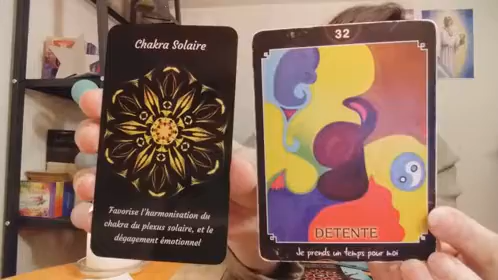 Chakra Solaire
Favorise l'harmonisation du
chakra du plexus solaire, et le
dégagement émotionnel
32
DETENTE
Je prends un temps pour moi